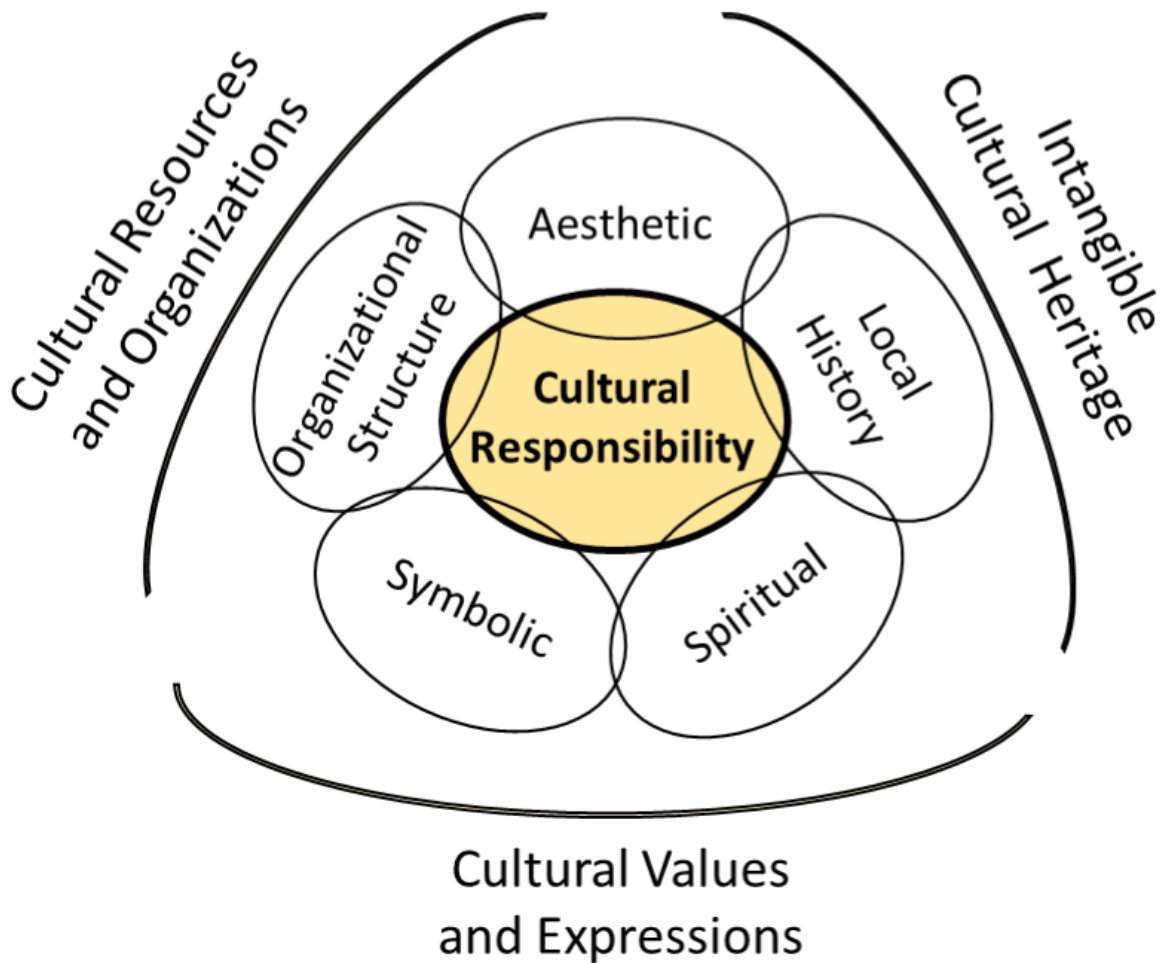 Cultural Resources
and Organizations
Intangible
Cultural Heritage
Aesthetic
Organizational
Structure
Local
History
Cultural
Responsibility
Symbolic
Spiritual
Cultural Values
and Expressions